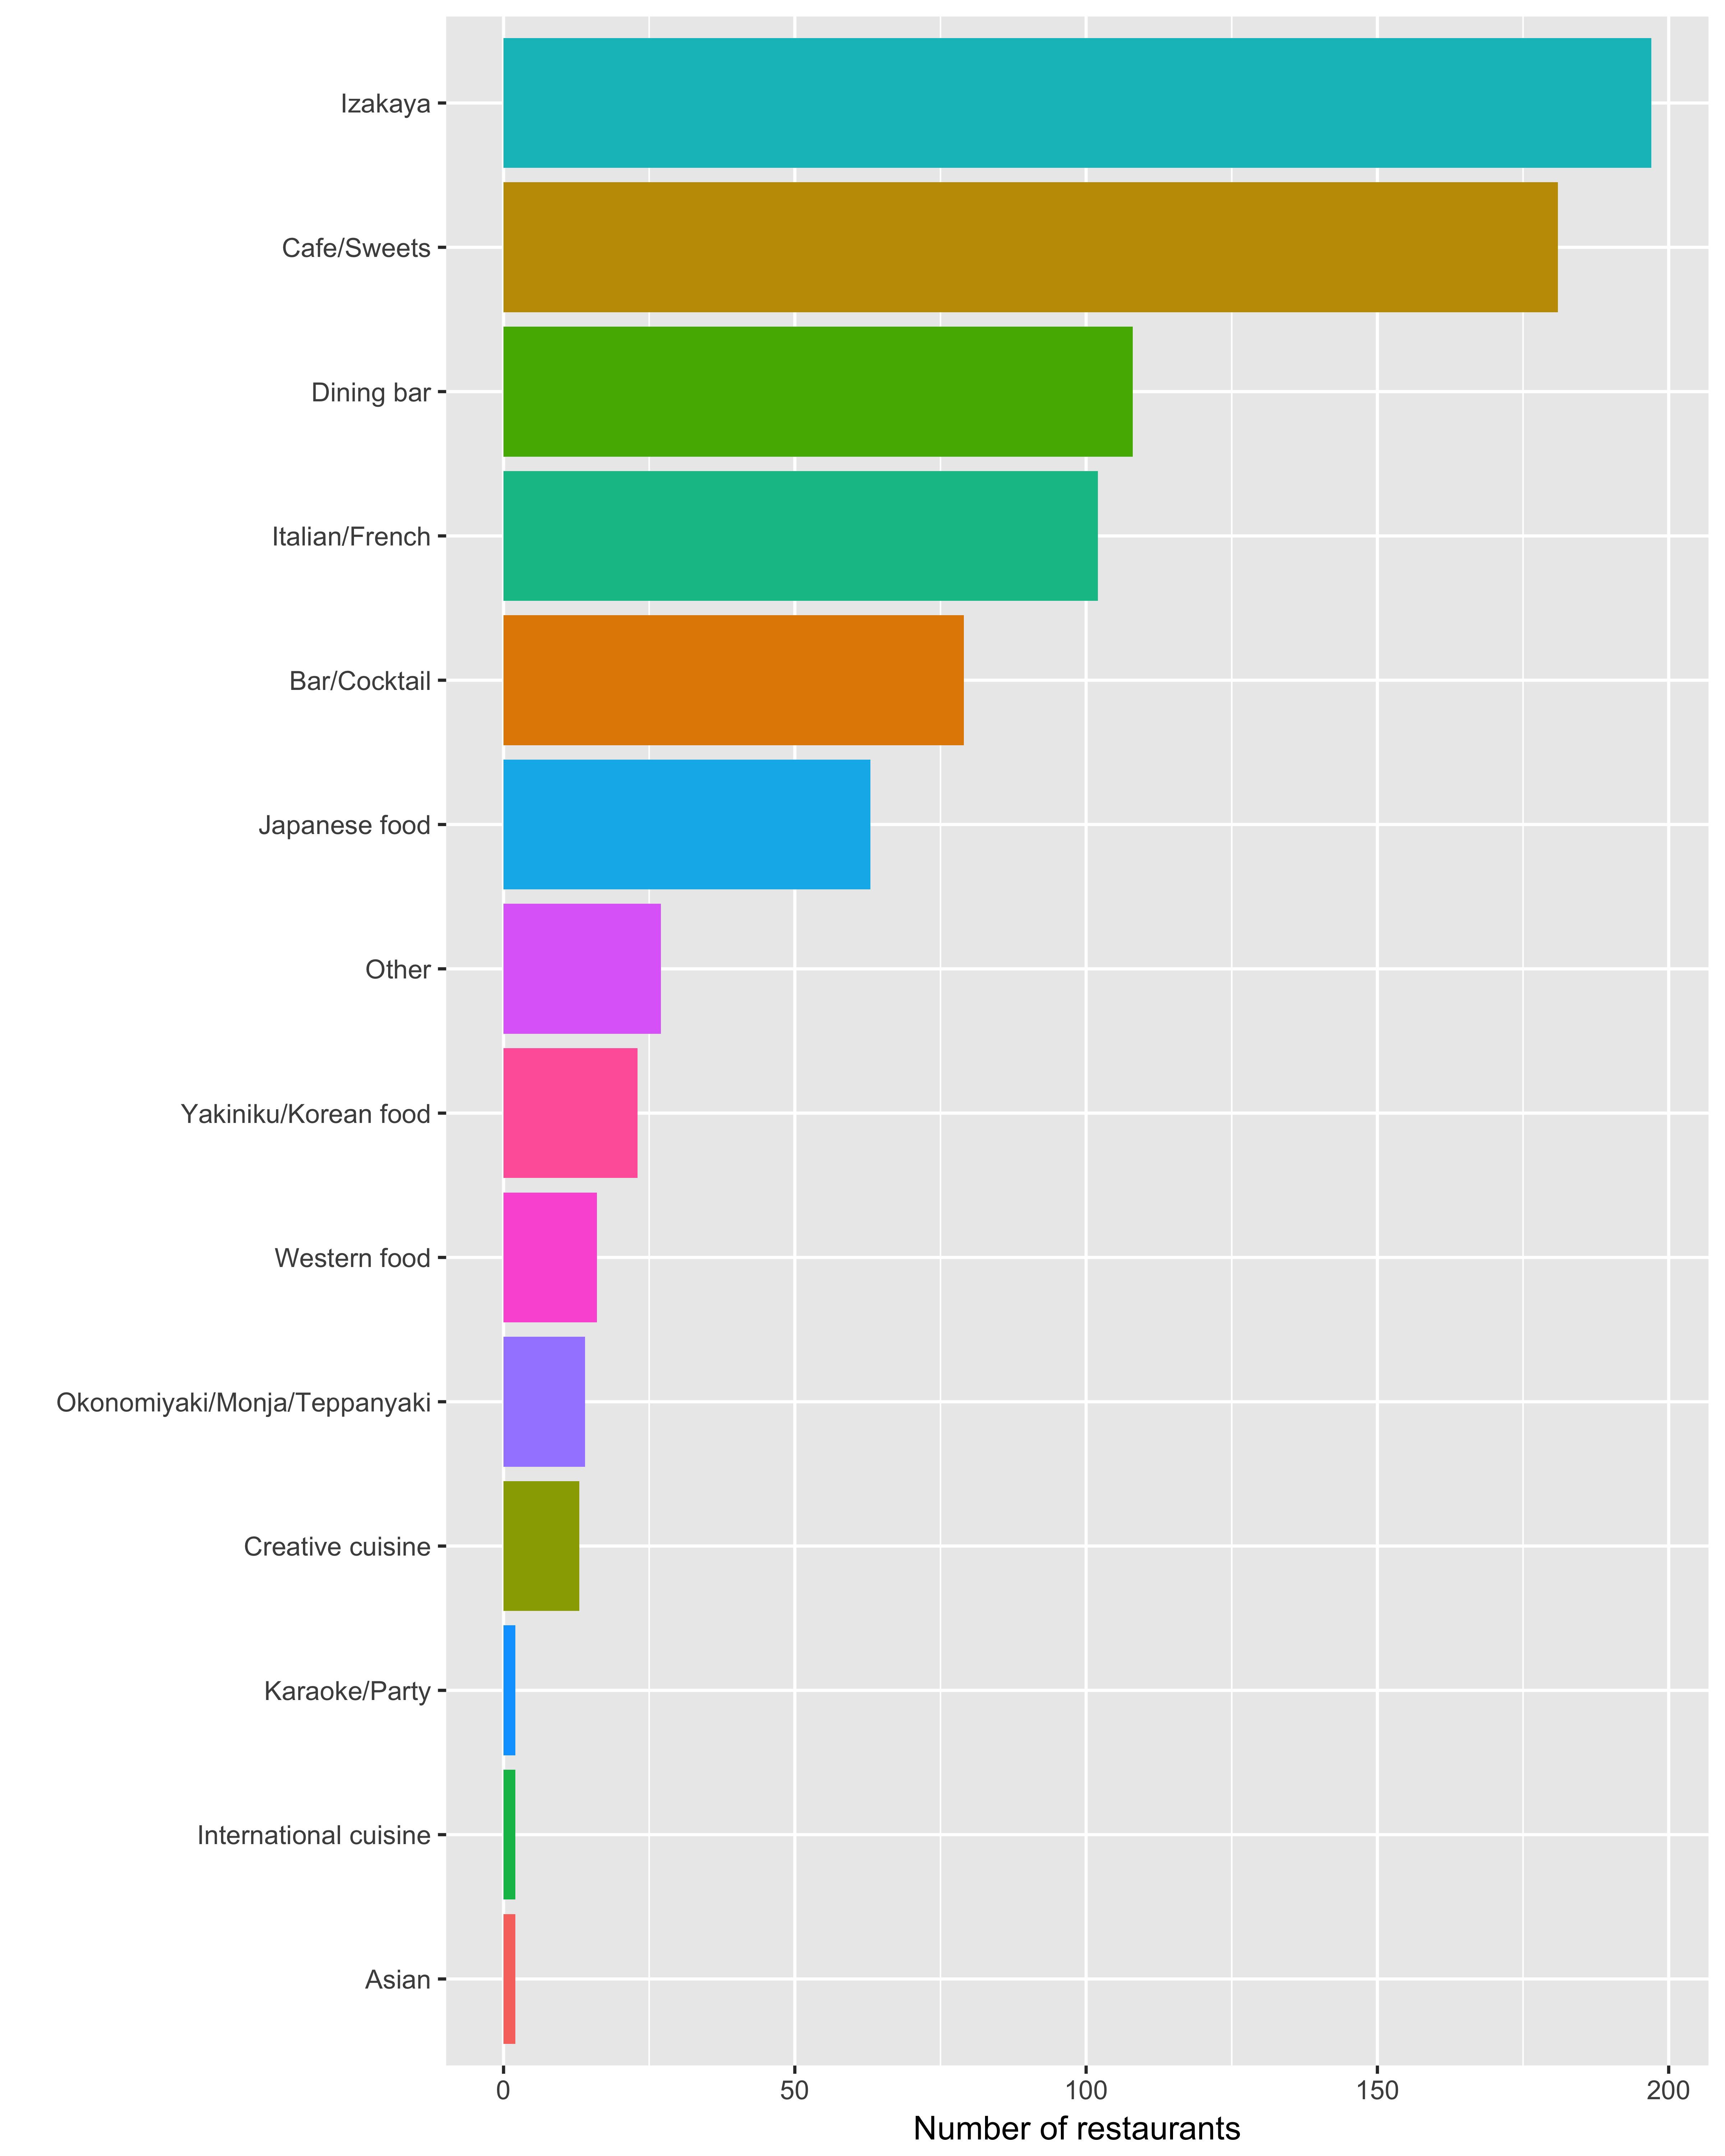 Izakaya
Cafe/Sweets
Dining bar
Italian/French
Bar/Cocktail
Japanese food
Other
Yakiniku/Korean food
Western food
Okonomiyaki/Monja/Teppanyaki
Creative cuisine
Karaoke/Party
International cuisine
Asian
0 50 100 150 200
Number of restaurants